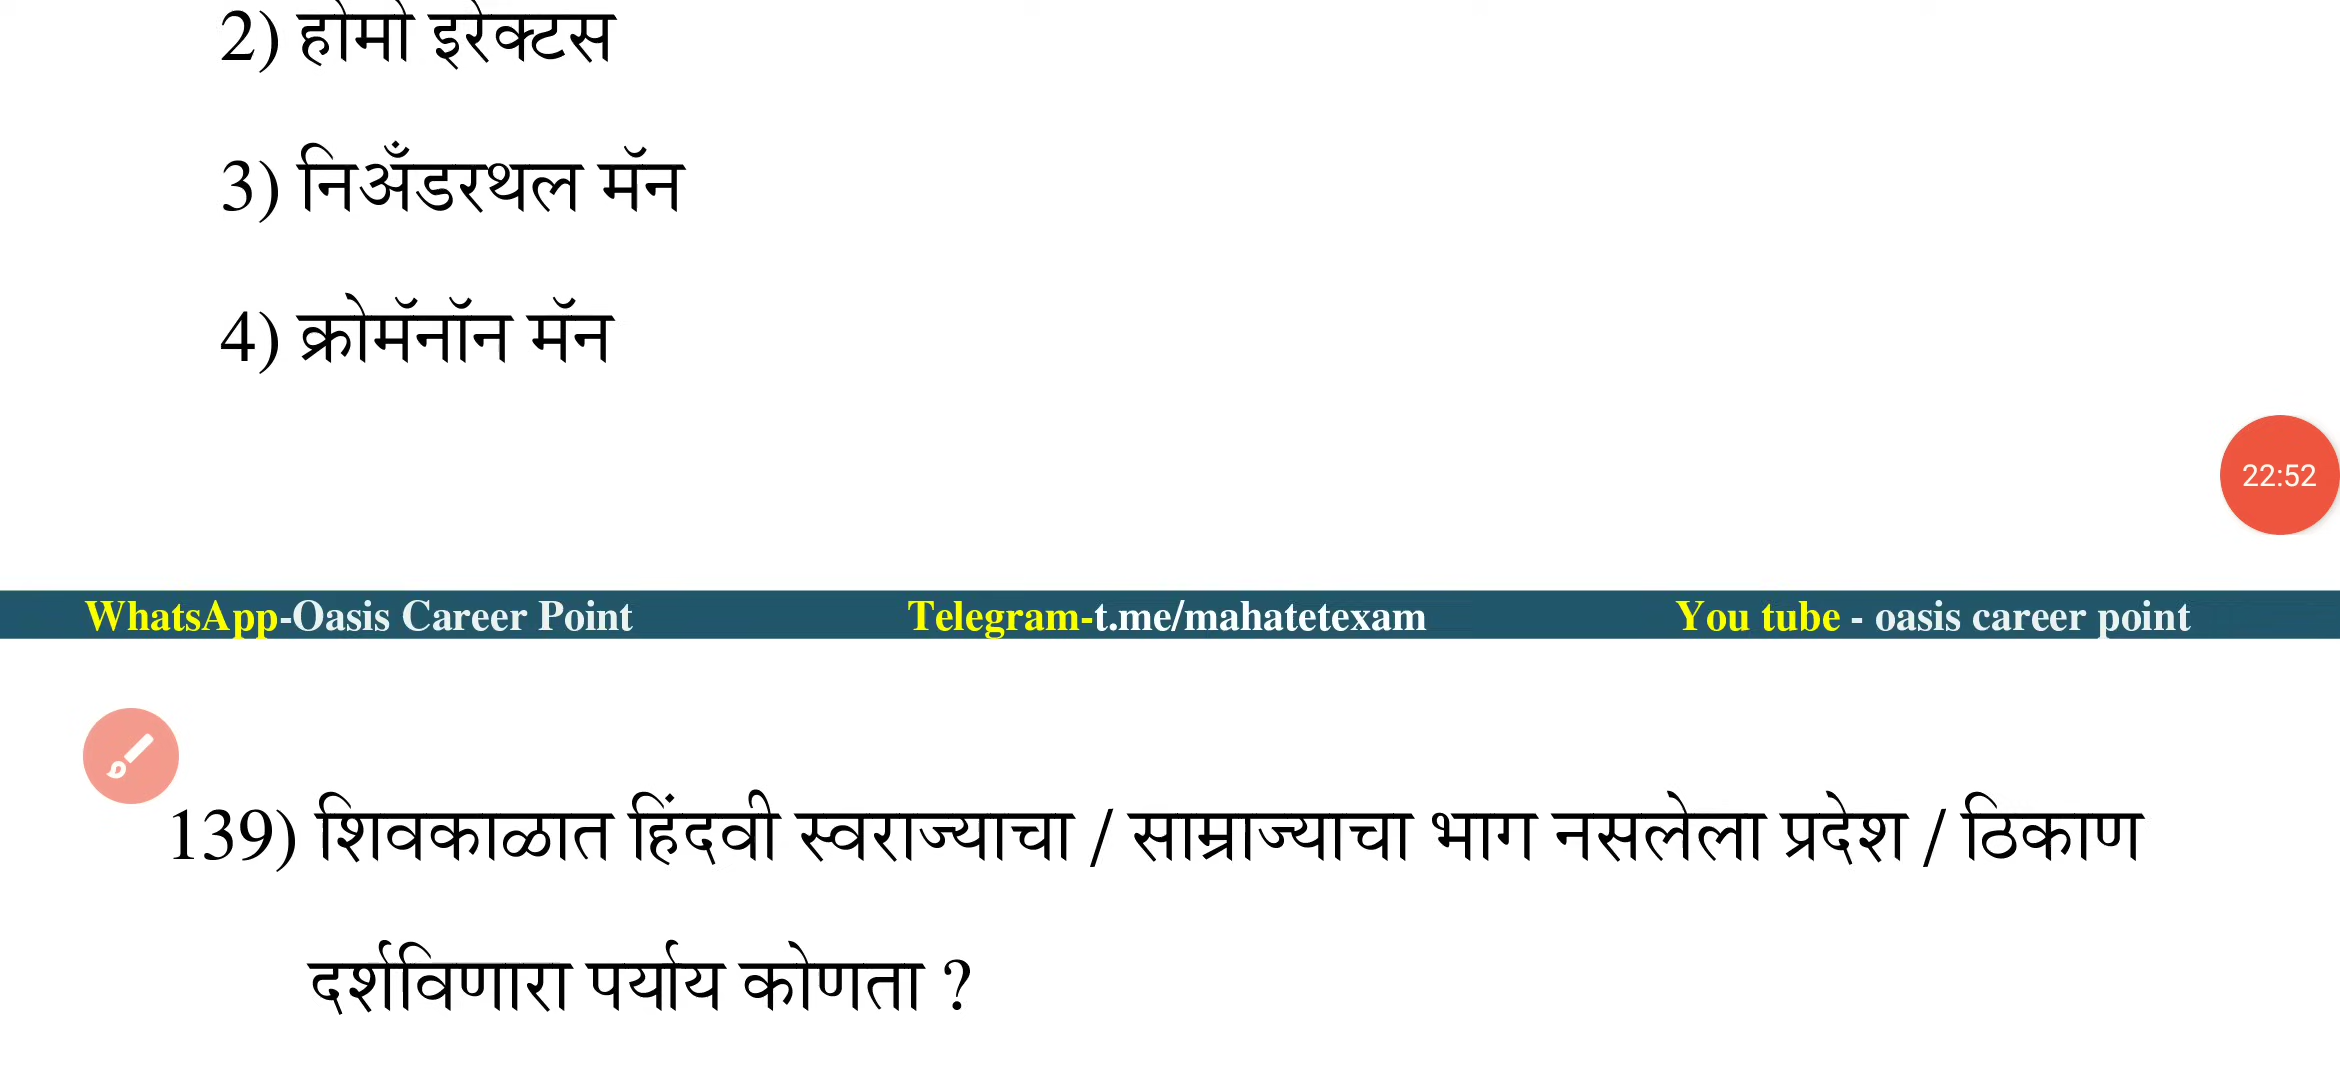 2) होमो इरेक्टस
3) निअँडरथल मॅन
4) क्रोमॅनॉन मॅन
22:52
WhatsApp-Oasis Career Point Telegram-t.me/mahatetexam You tube - oasis career point
139) शिवकाळात हिंदवी स्वराज्याचा / साम्राज्याचा भाग नसलेला प्रदेश / ठिकाण
दर्शविणारा पर्याय कोणता ?